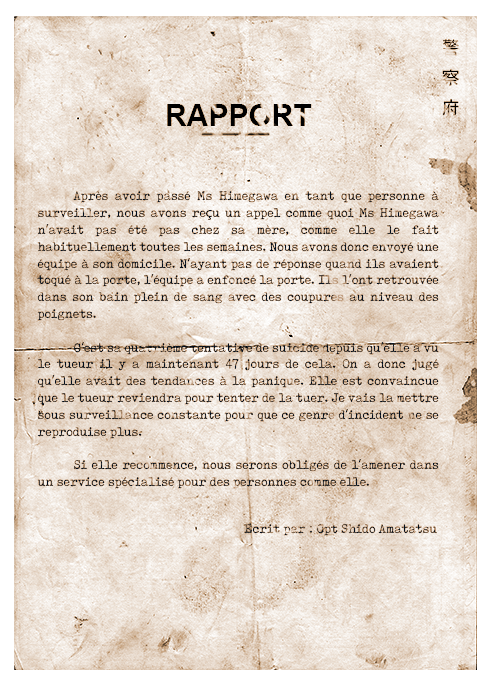 警
察
府
RAPPORT
Après avoir passé Ms Himegawa en tant que personne à
surveiller, nous avons reçu un appel comme quoi Ms Himegawa
n'avait pas été pas chez sa mère, comme elle le fait
habituellement toutes les semaines. Nous avons donc envoyé une
équipe à son domicile. N'ayant pas de réponse quand ils avaient
toqué à la porte, l'équipe a enfoncé la porte. Ils l'ont retrouvée
dans son bain plein de sang avec des coupures au niveau des
poignets.
C'est sa quatrième tentative de suicide depuis qu'elle a vu
le tueur il y a maintenant 47 jours de cela. On a donc jugé
qu'elle avait des tendances à la panique. Elle est convaincue
que le tueur reviendra pour tenter de la tuer. Je vais la mettre
sous surveillance constante pour que ce genre d'incident ne se
reproduise plus.
Si elle recommence, nous serons obligés de l'amener dans
un service spécialisé pour des personnes comme elle.
Ecrit par : Cpt Shido Amatatsu